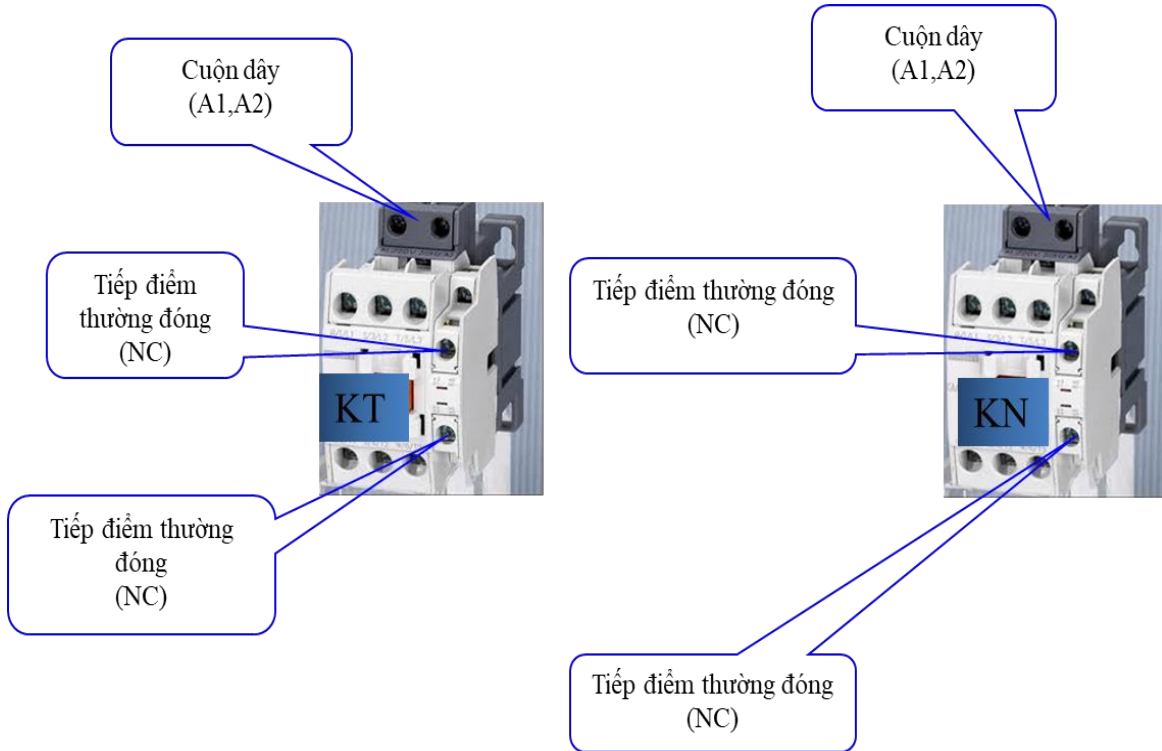 Cuộn dây
(A1,A2)
Cuộn dây
(A1,A2)
Tiếp điểm
thường đóng
(NC)
Tiếp điểm thường đóng
(NC)
KT
KN
Tiếp điểm thường
đóng
(NC)
Tiếp điểm thường đóng
(NC)